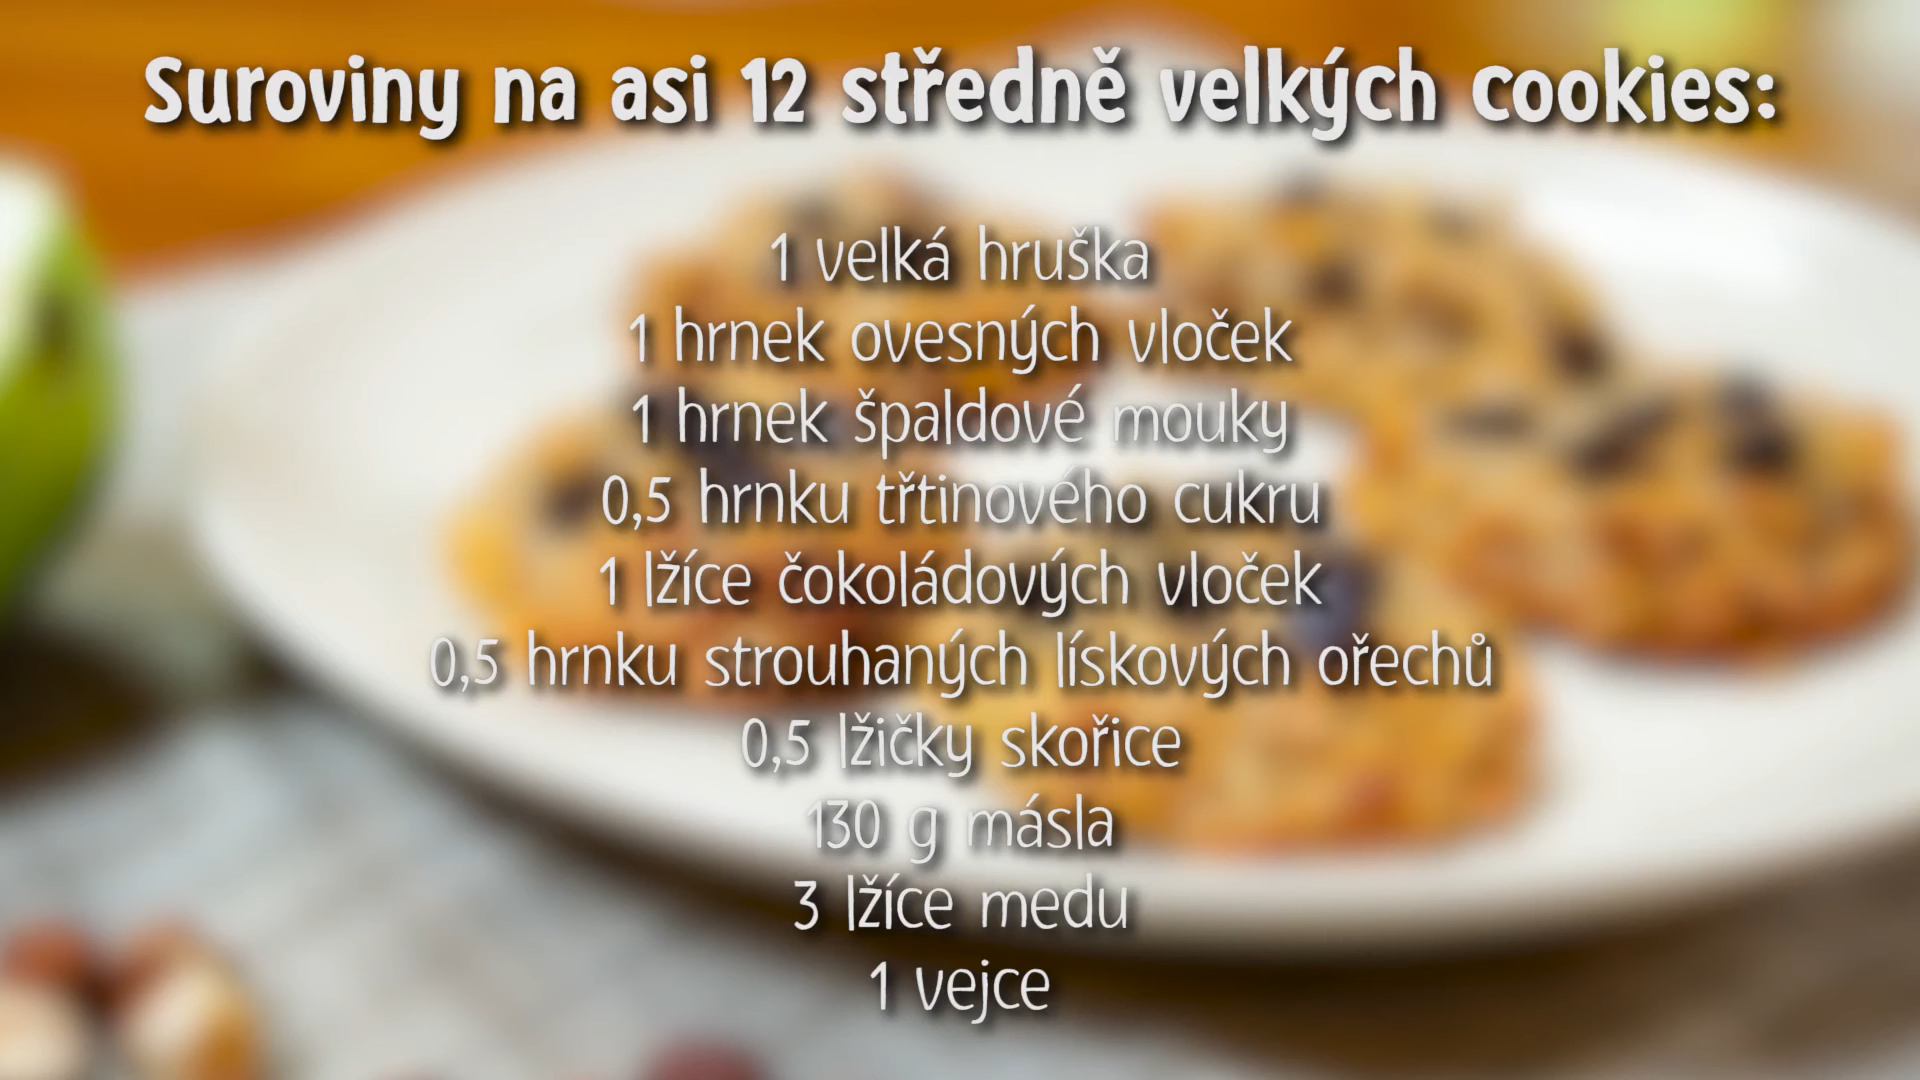 Suroviny na asi 12 středně velkých cookies:
1 velká hruška
1 hrnek ovesných vloček
1 hrnek špaldové mouky
0,5 hrnku třtinového cukru
1 lžíce čokoládových vloček
0,5 hrnku strouhaných lískových ořechů
0,5 lžičky skořice
130 g másla
3 lžíce medu
1 vejce